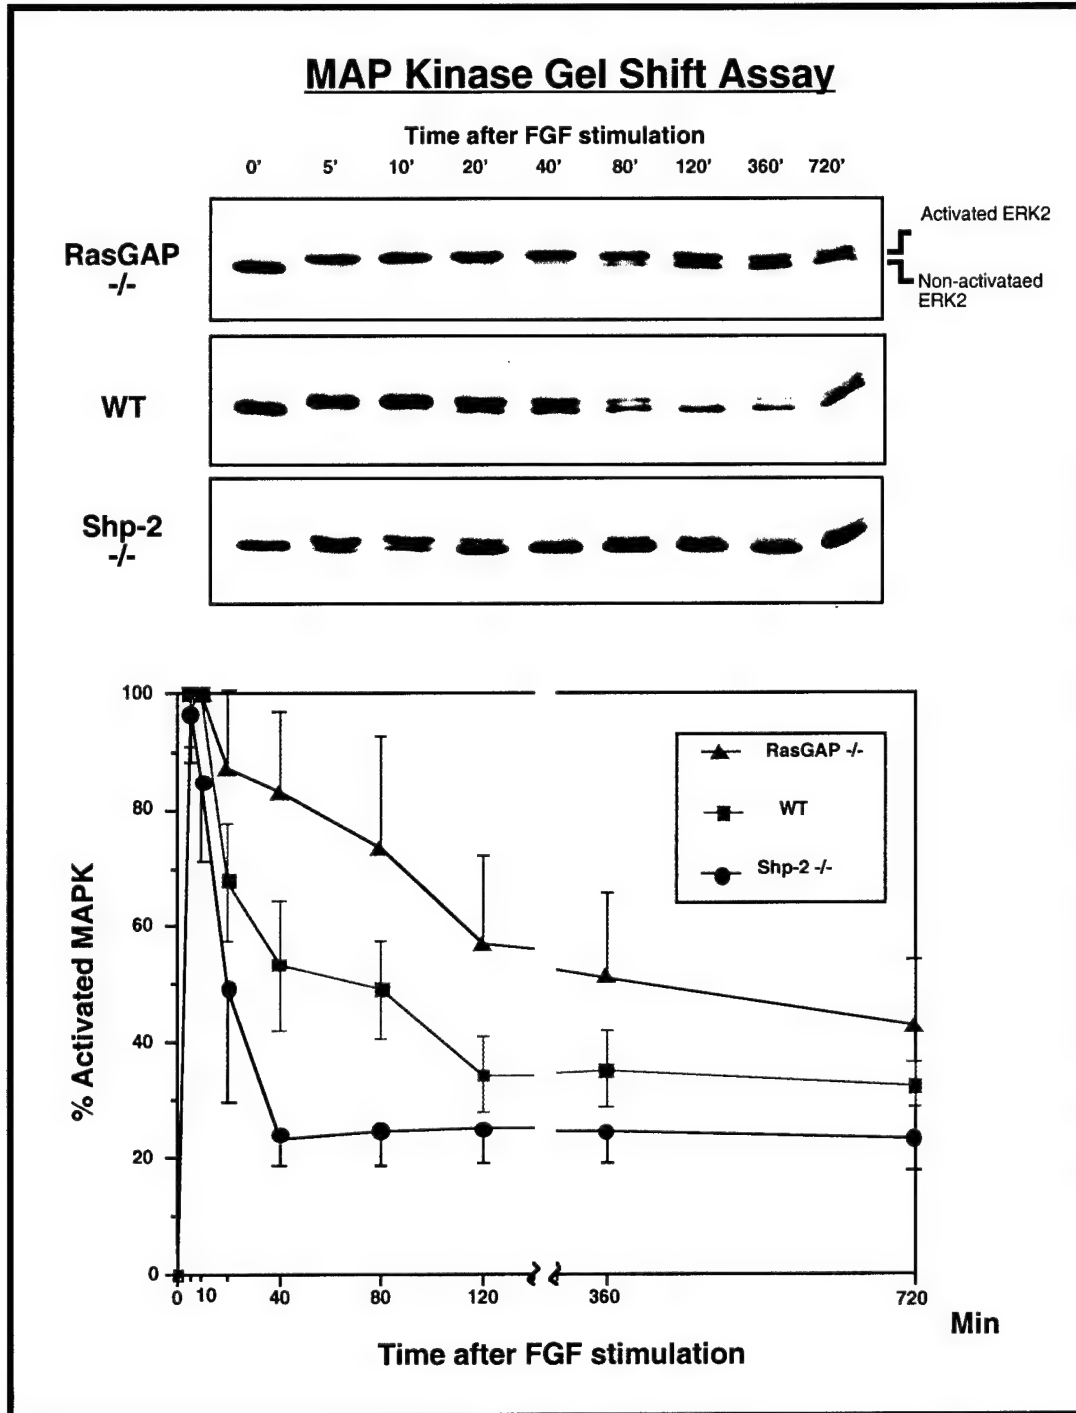 MAP Kinase Gel Shift Assay
Time after FGF stimulation
0' 5' 10' 20' 40' 80' 120' 360' 720'
RasGAP
-/-
Activated ERK2
Non-activataed
ERK2
WT
Shp-2
-/-
% Activated MAPK
100
80
60
40
20
0
RasGAP -/-
WT
Shp-2 -/-
0 10 40 80 120 360 720
Min
Time after FGF stimulation